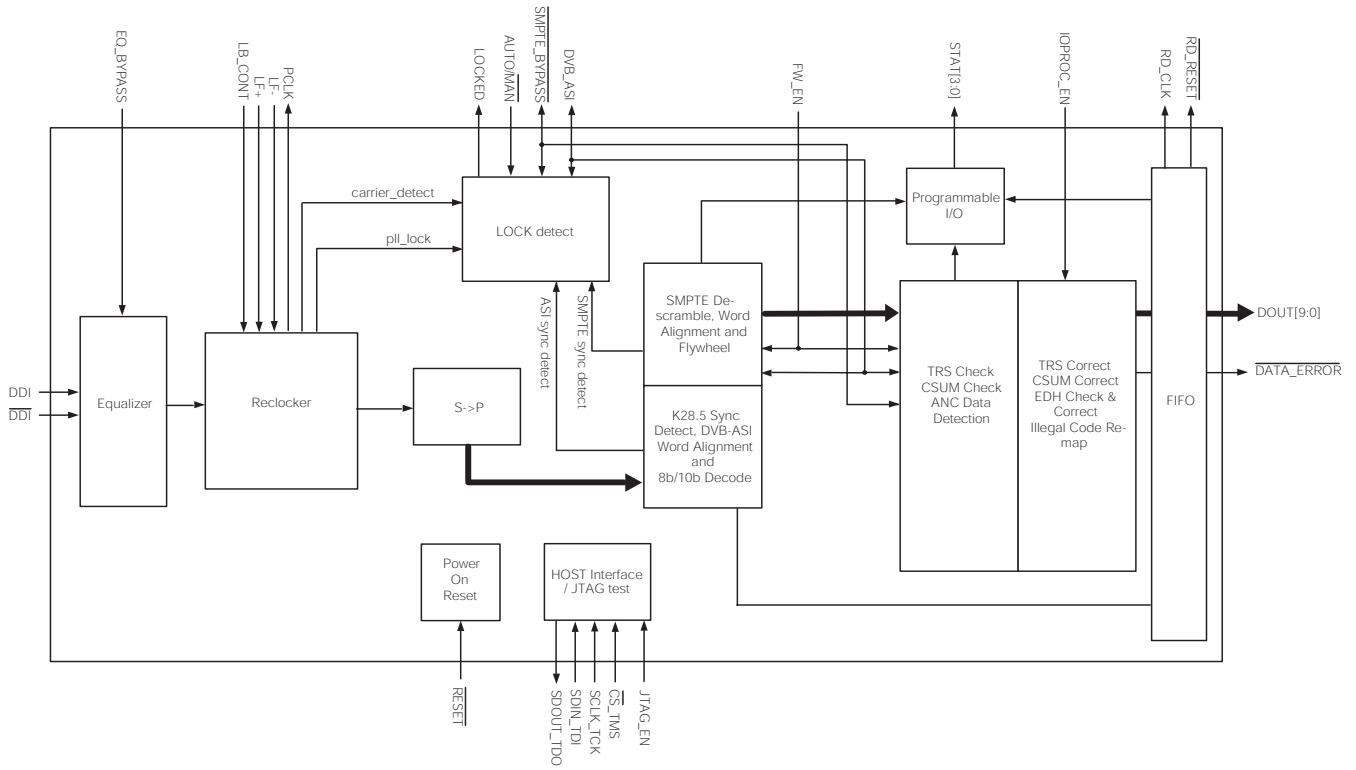 EQ_BYPASS
LB_CONT
LF+
LF-
PCLK
LOCKED
AUTO/MAN
SMPTE_BYPASS
DVB_ASI
FW_EN
STAT[3:0]
IOPROC_EN
RD_CLK
RD_RESET
carrier_detect
pll_lock
LOCK detect
Programmable
I/O
ASI sync detect
SMPTE sync detect
SMPTE De-
scramble, Word
Alignment and
Flywheel
DOUT[9:0]
DATA_ERROR
DDI
DDI
Equalizer
Reclocker
S->P
K28.5 Sync
Detect, DVB-ASI
Word Alignment
and
8b/10b Decode
TRS Check
CSUM Check
ANC Data
Detection
TRS Correct
CSUM Correct
EDH Check &
Correct
Illegal Code Re-
map
FIFO
Power
On
Reset
HOST Interface
/ JTAG test
RESET
SDOUT_TDO
SDIN_TDI
SCLK_TCK
CS_TMS
JTAG_EN